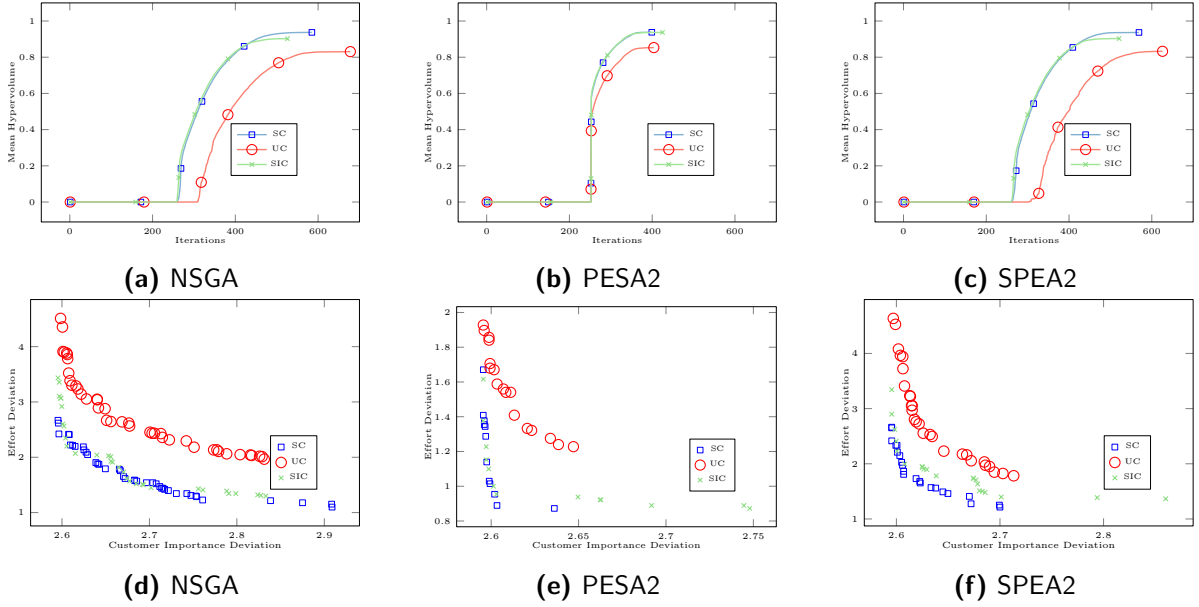 1
0.8
0.6
0.4
0.2
0
Mean Hypervolume
SC
UC
SIC
0 200 400 600
Iterations
(a) NSGA
1
0.8
0.6
0.4
0.2
0
Mean Hypervolume
SC
UC
SIC
0 200 400 600
Iterations
(b) PESA2
1
0.8
0.6
0.4
0.2
0
Mean Hypervolume
SC
UC
SIC
0 200 400 600
Iterations
(c) SPEA2
4
3
2
1
Effort Deviation
SC
UC
SIC
2.6 2.7 2.8 2.9
Customer Importance Deviation
(d) NSGA
2
1.8
1.6
1.4
1.2
1
0.8
Effort Deviation
SC
UC
SIC
2.6 2.65 2.7 2.75
Customer Importance Deviation
(e) PESA2
4
3
2
1
Effort Deviation
SC
UC
SIC
2.6 2.7 2.8
Customer Importance Deviation
(f) SPEA2